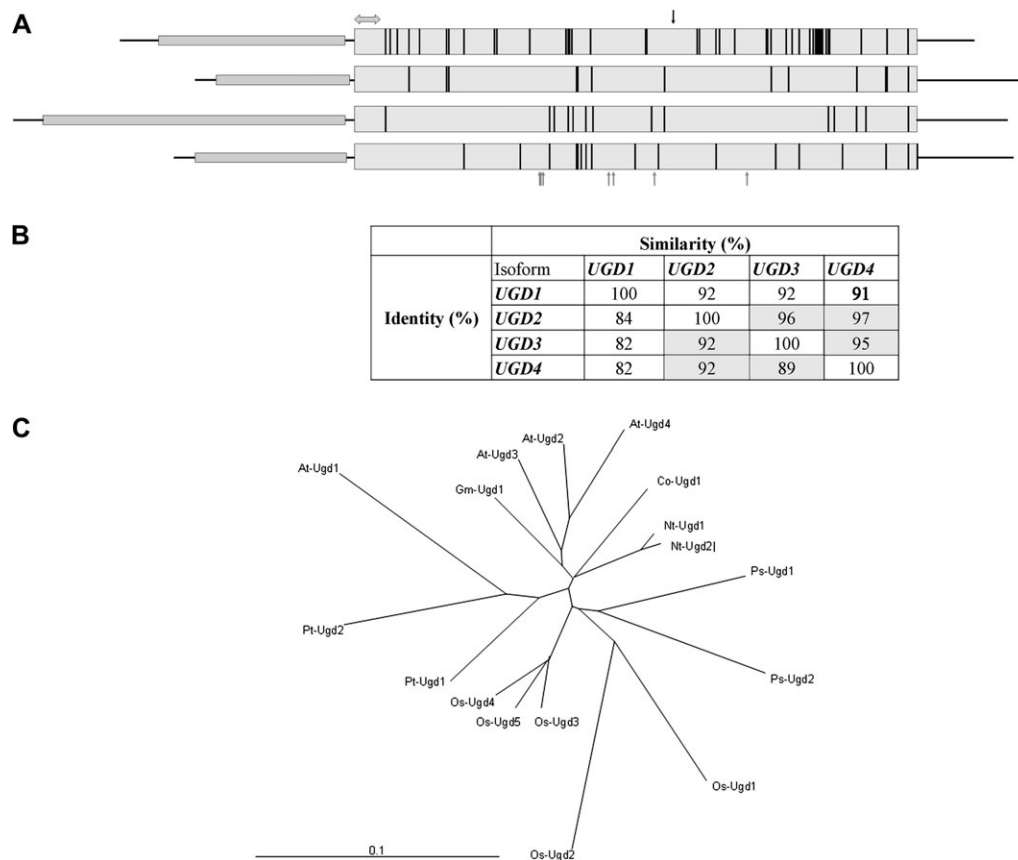 A
B
Similarity (%)
Isoform UGD1 UGD2 UGD3 UGD4
Identity (%)
UGD1 100 92 92 91
UGD2 84 100 96 97
UGD3 82 92 100 95
UGD4 82 92 89 100
C
At-Ugd4
At-Ugd2
At-Ugd3
At-Ugd1
Gm-Ugd1
Co-Ugd1
Nt-Ugd1
Nt-Ugd2|
Ps-Ugd1
Pt-Ugd2
Ps-Ugd2
Pt-Ugd1
Os-Ugd4
Os-Ugd5
Os-Ugd3
Os-Ugd1
0.1
Os-Ugd2